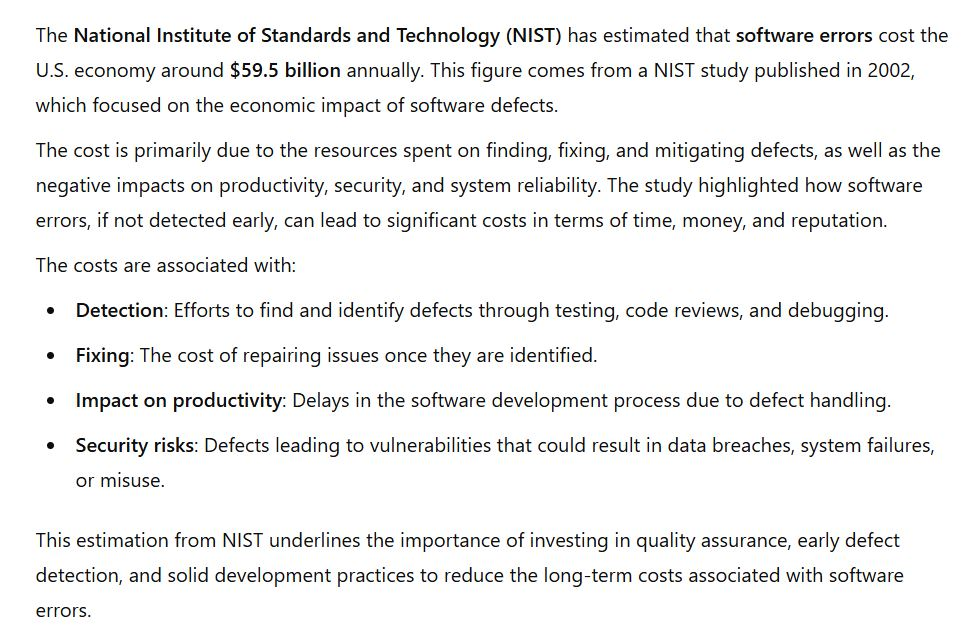 The National Institute of Standards and Technology (NIST) has estimated that software errors cost the
U.S. economy around $59.5 billion annually. This figure comes from a NIST study published in 2002,
which focused on the economic impact of software defects.
The cost is primarily due to the resources spent on finding, fixing, and mitigating defects, as well as the
negative impacts on productivity, security, and system reliability. The study highlighted how software
errors, if not detected early, can lead to significant costs in terms of time, money, and reputation.
The costs are associated with:
• Detection: Efforts to find and identify defects through testing, code reviews, and debugging.
• Fixing: The cost of repairing issues once they are identified.
• Impact on productivity: Delays in the software development process due to defect handling.
• Security risks: Defects leading to vulnerabilities that could result in data breaches, system failures,
or misuse.
This estimation from NIST underlines the importance of investing in quality assurance, early defect
detection, and solid development practices to reduce the long-term costs associated with software
errors.